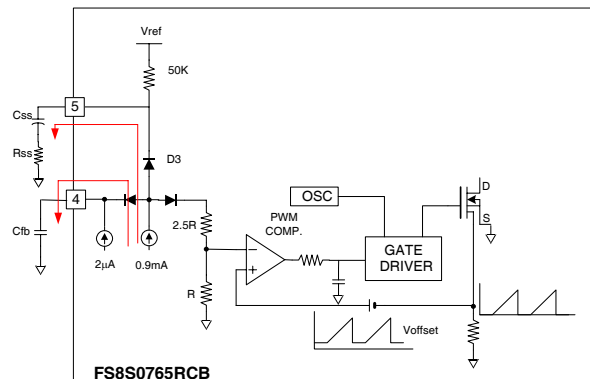 Vref
50K
5
Css
Rss
D3
4
Cfb
2µA
0.9mA
2.5R
R
OSC
PWM
COMP.
−
+
GATE
DRIVER
D
S
Voffset
FS8S0765RCB